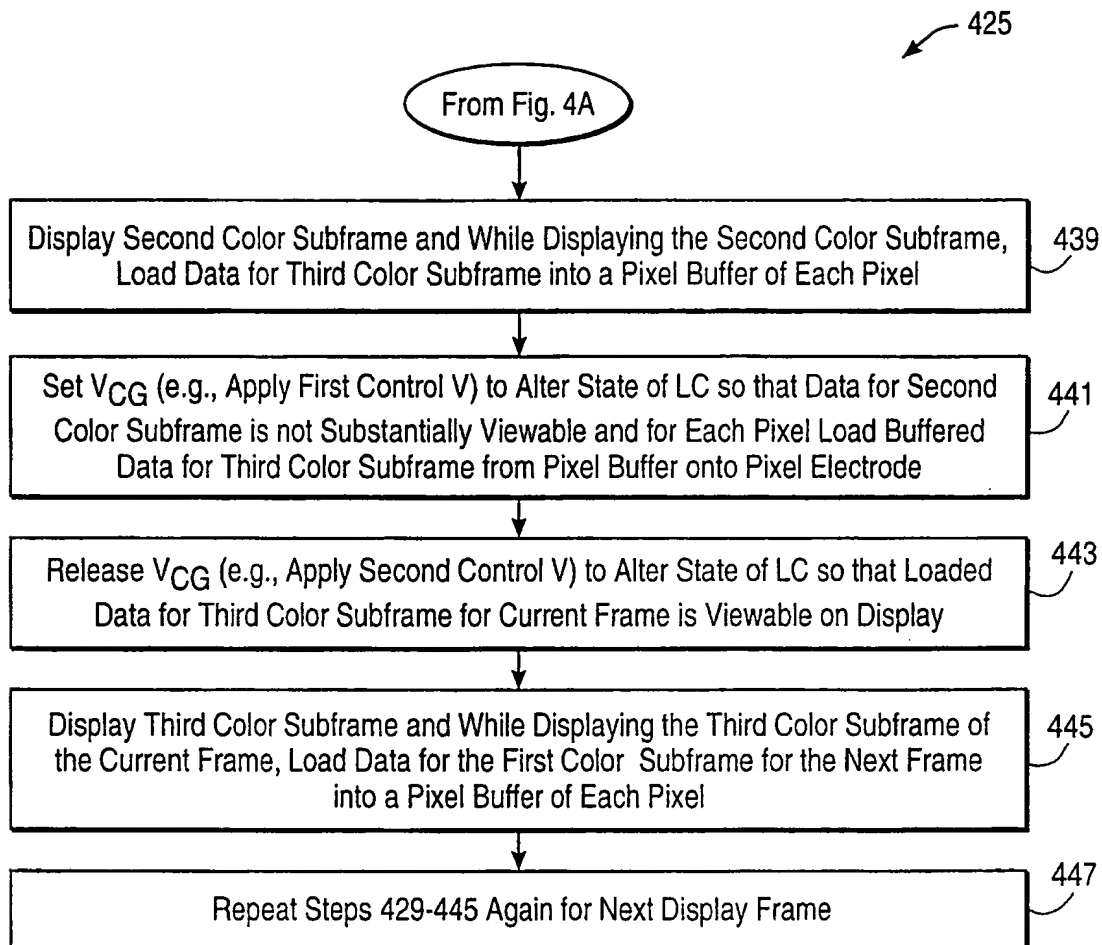 425
From Fig. 4A
Display Second Color Subframe and While Displaying the Second Color Subframe,
Load Data for Third Color Subframe into a Pixel Buffer of Each Pixel
439
Set VCG (e.g., Apply First Control V) to Alter State of LC so that Data for Second
Color Subframe is not Substantially Viewable and for Each Pixel Load Buffered
Data for Third Color Subframe from Pixel Buffer onto Pixel Electrode
441
Release VCG (e.g., Apply Second Control V) to Alter State of LC so that Loaded
Data for Third Color Subframe for Current Frame is Viewable on Display
443
Display Third Color Subframe and While Displaying the Third Color Subframe of
the Current Frame, Load Data for the First Color Subframe for the Next Frame
into a Pixel Buffer of Each Pixel
445
Repeat Steps 429-445 Again for Next Display Frame
447